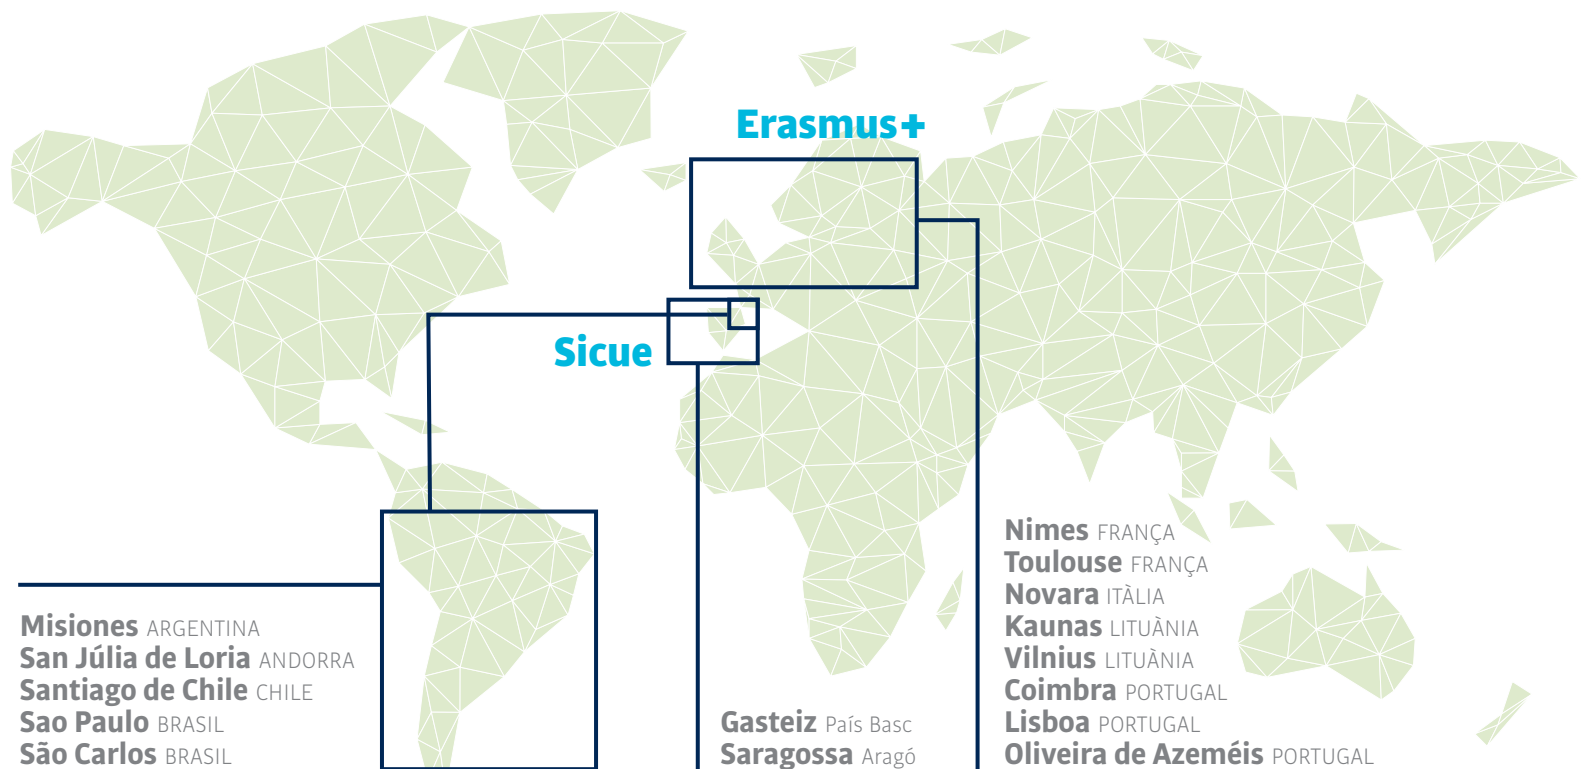 Erasmus+
Sicue
Misiones ARGENTINA
San Júlia de Loria ANDORRA
Santiago de Chile CHILE
Sao Paulo BRASIL
São Carlos BRASIL
Gasteiz País Basc
Saragossa Aragó
Nimes FRANÇA
Toulouse FRANÇA
Novara ITÀLIA
Kaunas LITUÀNIA
Vilnius LITUÀNIA
Coimbra PORTUGAL
Lisboa PORTUGAL
Oliveira de Azeméis PORTUGAL